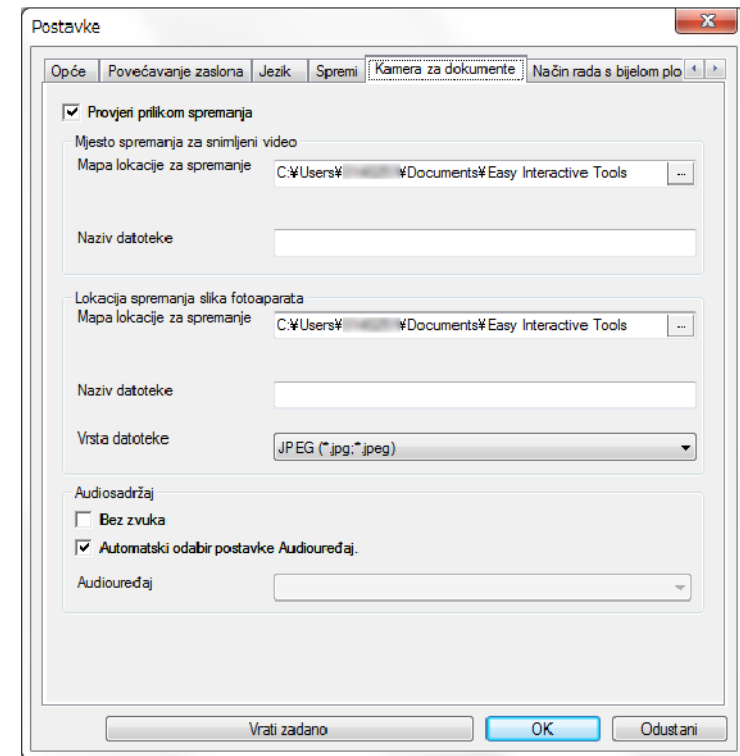 Postavke
Opće Povećavanje zaslona Jezik Spremi Kamera za dokumente Način rada s bijelom plo
Provjeri prilikom spremanja
Mjesto spremanja za snimljeni video
Mapa lokacije za spremanje C:¥Users¥ ¥Documents¥Easy Interactive Tools ...
Naziv datoteke
Lokacija spremanja slika fotoaparata
Mapa lokacije za spremanje C:¥Users¥ ¥Documents¥Easy Interactive Tools ...
Naziv datoteke
Vrsta datoteke JPEG (*.jpg;*.jpeg)
Audiosadržaj
Bez zvuka
Automatski odabir postavke Audiouređaj.
Audiouređaj
Vrati zadano OK Odustani